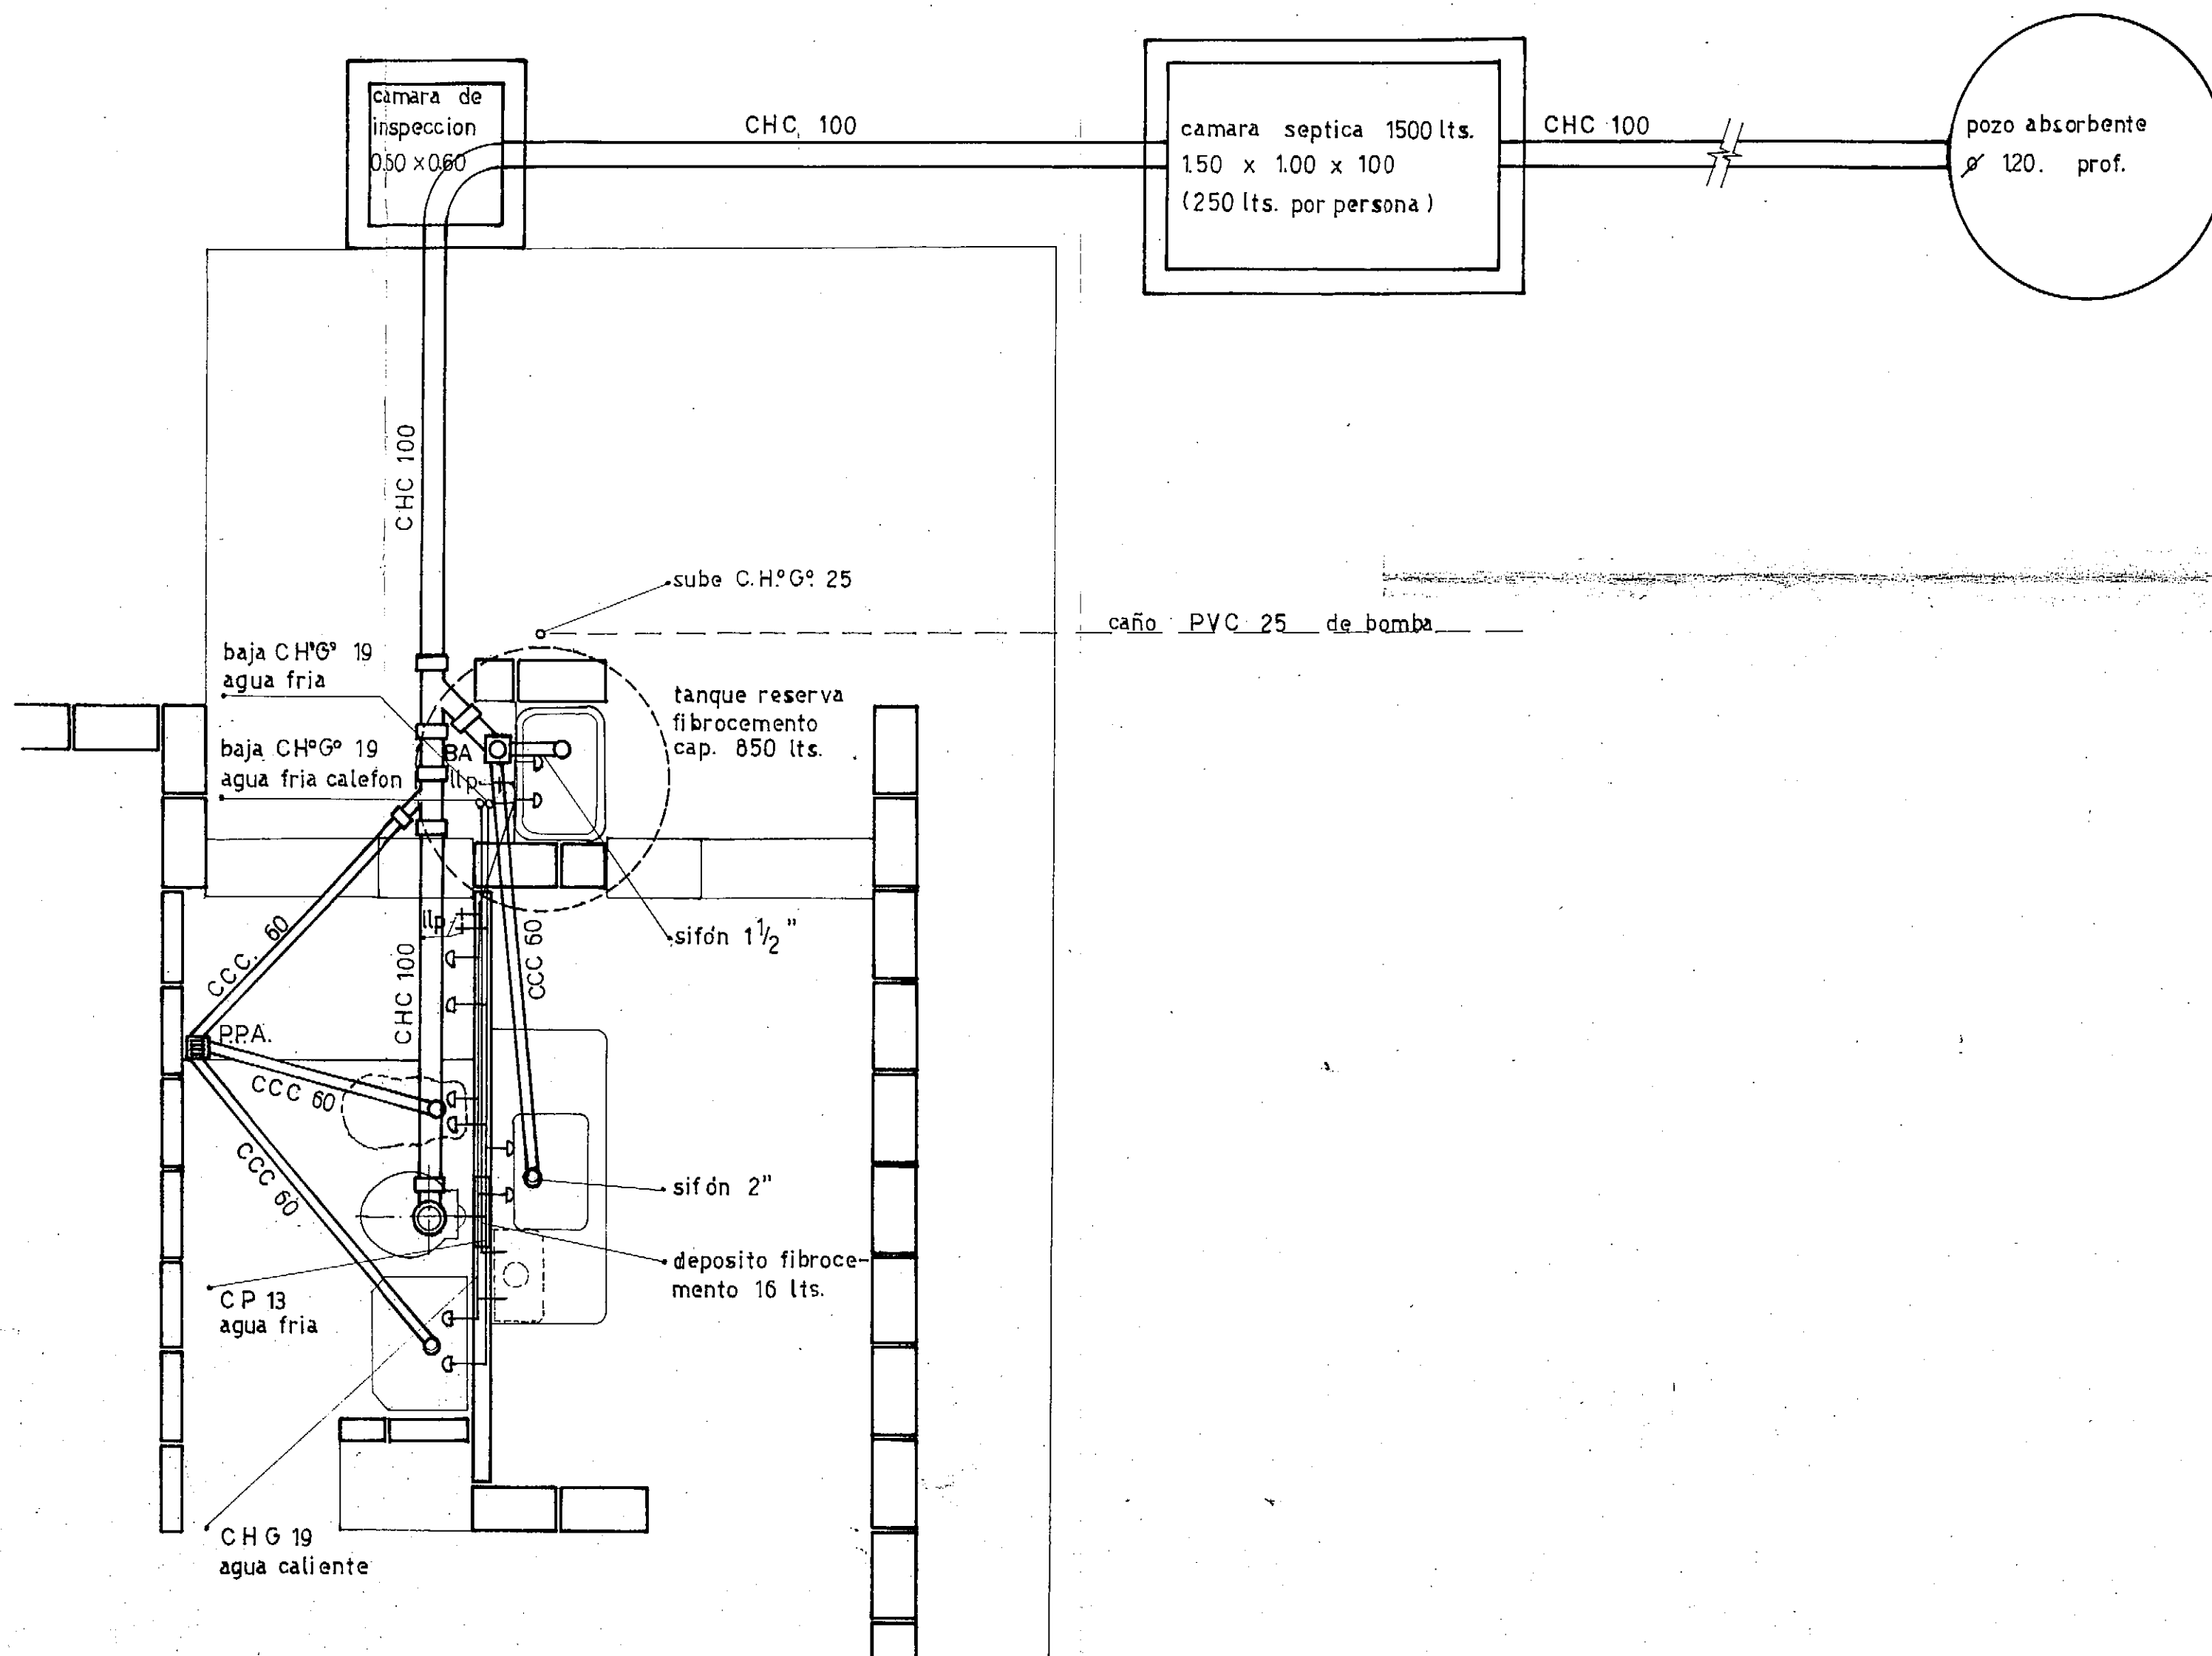 camara de
inspeccion
0.60 x 0.60
CHC 100
camara septica 1500 lts.
1.50 x 1.00 x 100
(250 lts. por persona)
CHC 100
pozo absorbente
ø 120. prof.
CHC 100
sube C.H.ºGº. 25
caño PVC 25 de bomba
baja CHºGº 19
agua fria
tanque reserva
fibrocemento
cap. 850 lts.
baja CHºGº 19
agua fria calefon
BA
llp
llp
sifón 1 1/2"
CCC. 60
CHC 100
CCC 60
P.P.A.
CCC 60
CCC 60
sifón 2"
deposito fibroce-
mento 16 lts.
CP 13
agua fria
CHG 19
agua caliente